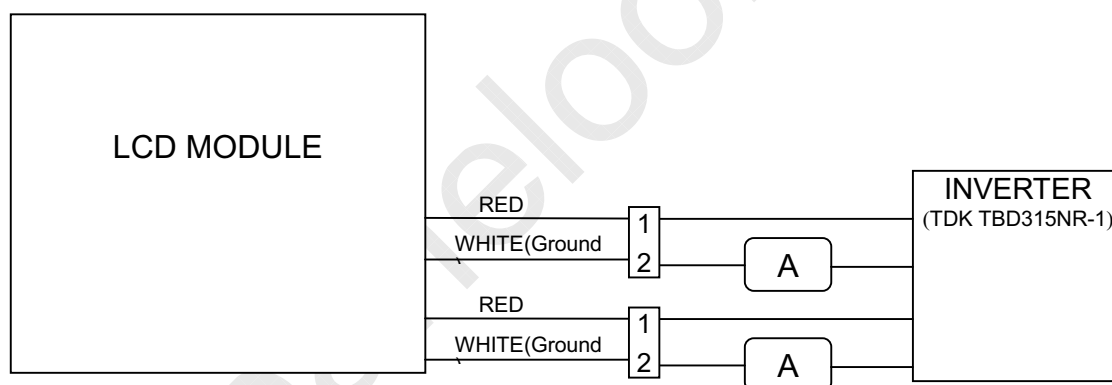 LCD MODULE
RED
WHITE(Ground
1
2
A
RED
WHITE(Ground
1
2
A
INVERTER
(TDK TBD315NR-1)